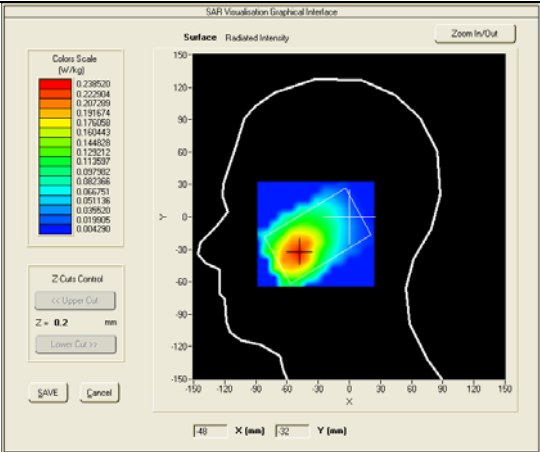 SAR Visualisation Graphical Interface
Surface Radiated Intensity
Zoom In/Out
Colors Scale
(W/kg)
0.238520
0.222904
0.207289
0.191674
0.176058
0.160443
0.144828
0.129212
0.113597
0.097982
0.082366
0.066751
0.051136
0.035520
0.019905
0.004290
Z-Cuts Control
<< Upper Cut
Z = 0.2 mm
Lower Cut >>
SAVE Cancel
150
120
90
60
30
0
-30
-60
-90
-120
-150
Y
-150 -120 -90 -60 -30 0 30 60 90 120 150
X
-48 X (mm) -32 Y (mm)